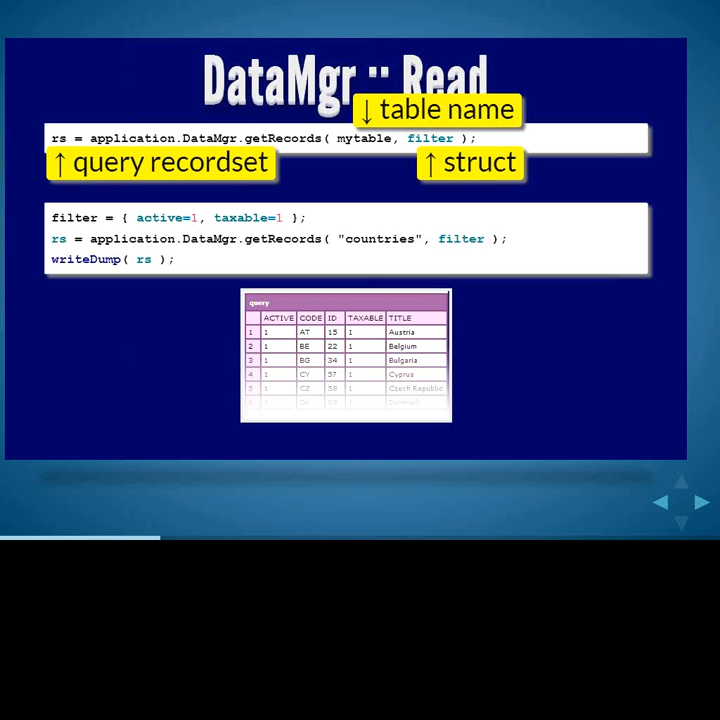 DataMgr :: Read
↓ table name
rs = application.DataMgr.getRecords( mytable, filter );
↑ query recordset
↑ struct
filter = { active=1, taxable=1 };
rs = application.DataMgr.getRecords( "countries", filter );
writeDump( rs );
query
ACTIVE CODE ID TAXABLE TITLE
1 1 AT 15 1 Austria
2 1 BE 22 1 Belgium
3 1 BG 34 1 Bulgaria
4 1 CY 57 1 Cyprus
5 1 CZ 58 1 Czech Republic